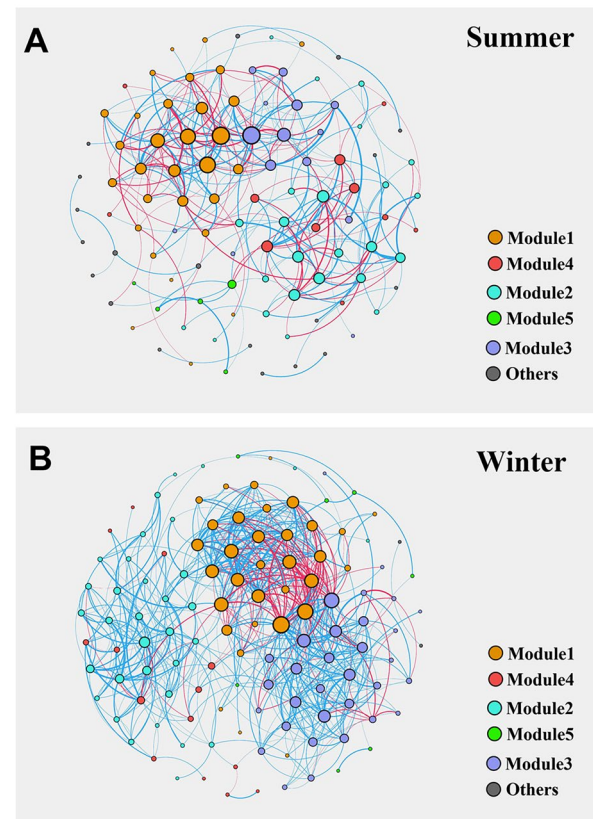 A
Summer
Module1
Module4
Module2
Module5
Module3
Others
B
Winter
Module1
Module4
Module2
Module5
Module3
Others